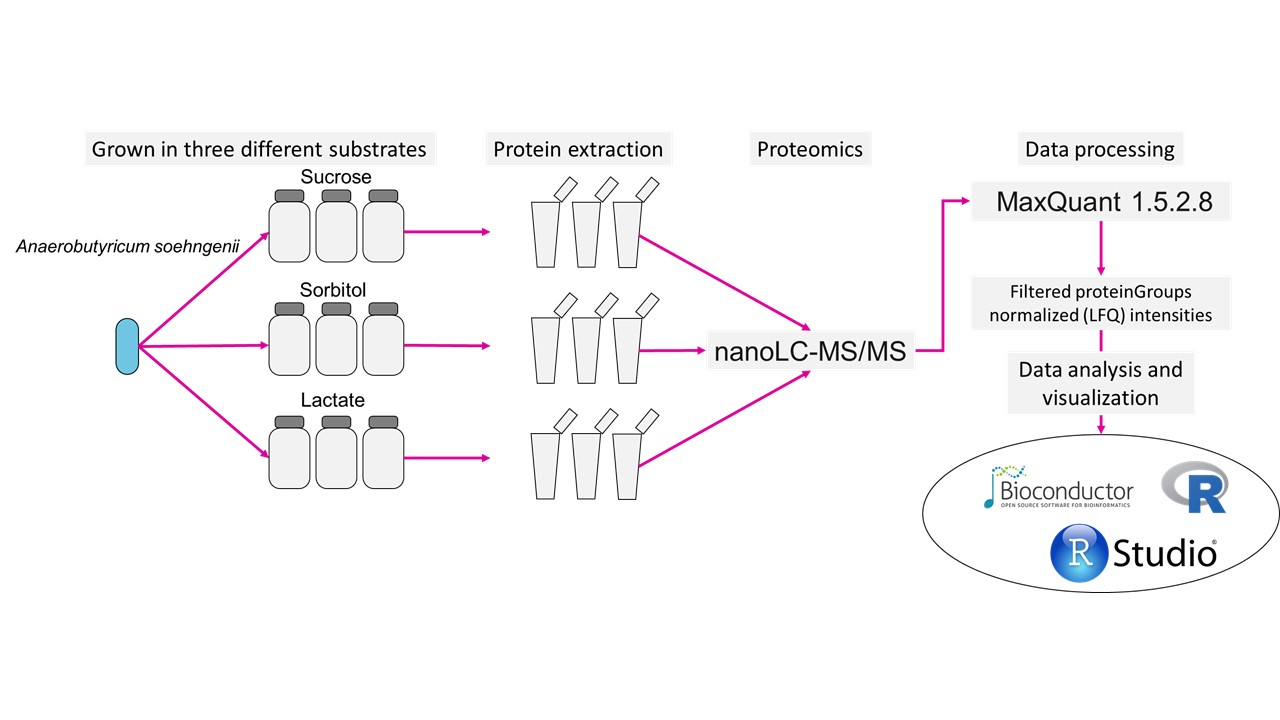 Grown in three different substrates
Protein extraction
Proteomics
Data processing
Sucrose
MaxQuant 1.5.2.8
Anaerobutyricum soehngenii
Sorbitol
Filtered proteinGroups
normalized (LFQ) intensities
nanoLC-MS/MS
Data analysis and
visualization
Lactate
Bioconductor
OPEN SOURCE SOFTWARE FOR BIOINFORMATICS
R
R Studio®